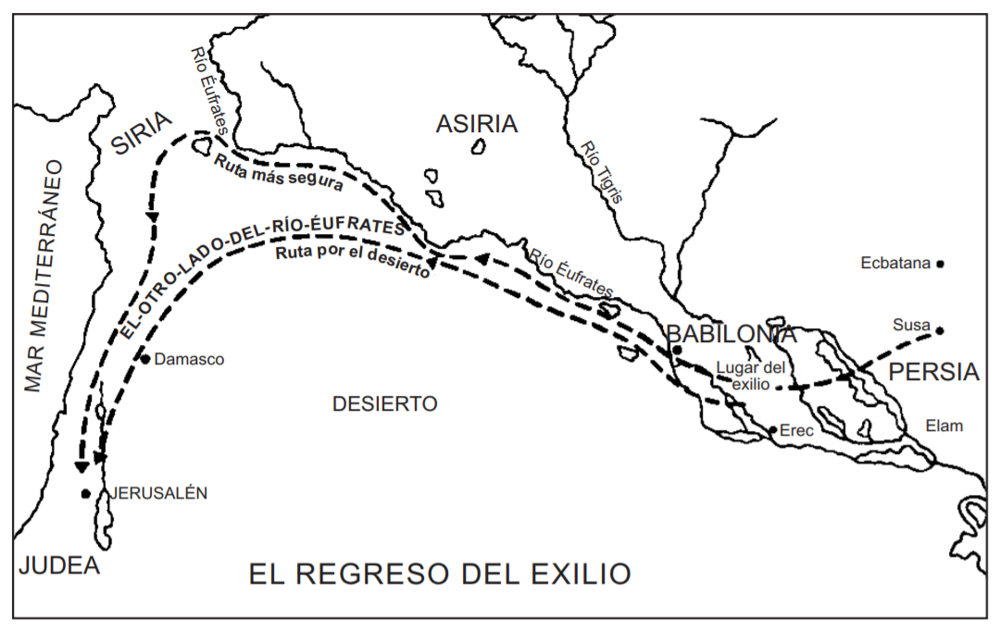 Río Éufrates
SIRIA
ASIRIA
MAR MEDITERRÁNEO
Ruta más segura
Río Tigris
EL-OTRO-LADO-DEL-RÍO-ÉUFRATES
Ruta por el desierto
Río Éufrates
Ecbatana
Susa
BABILONIA
Damasco
Lugar del
exilio
PERSIA
DESIERTO
Erec
Elam
JERUSALÉN
JUDEA
EL REGRESO DEL EXILIO